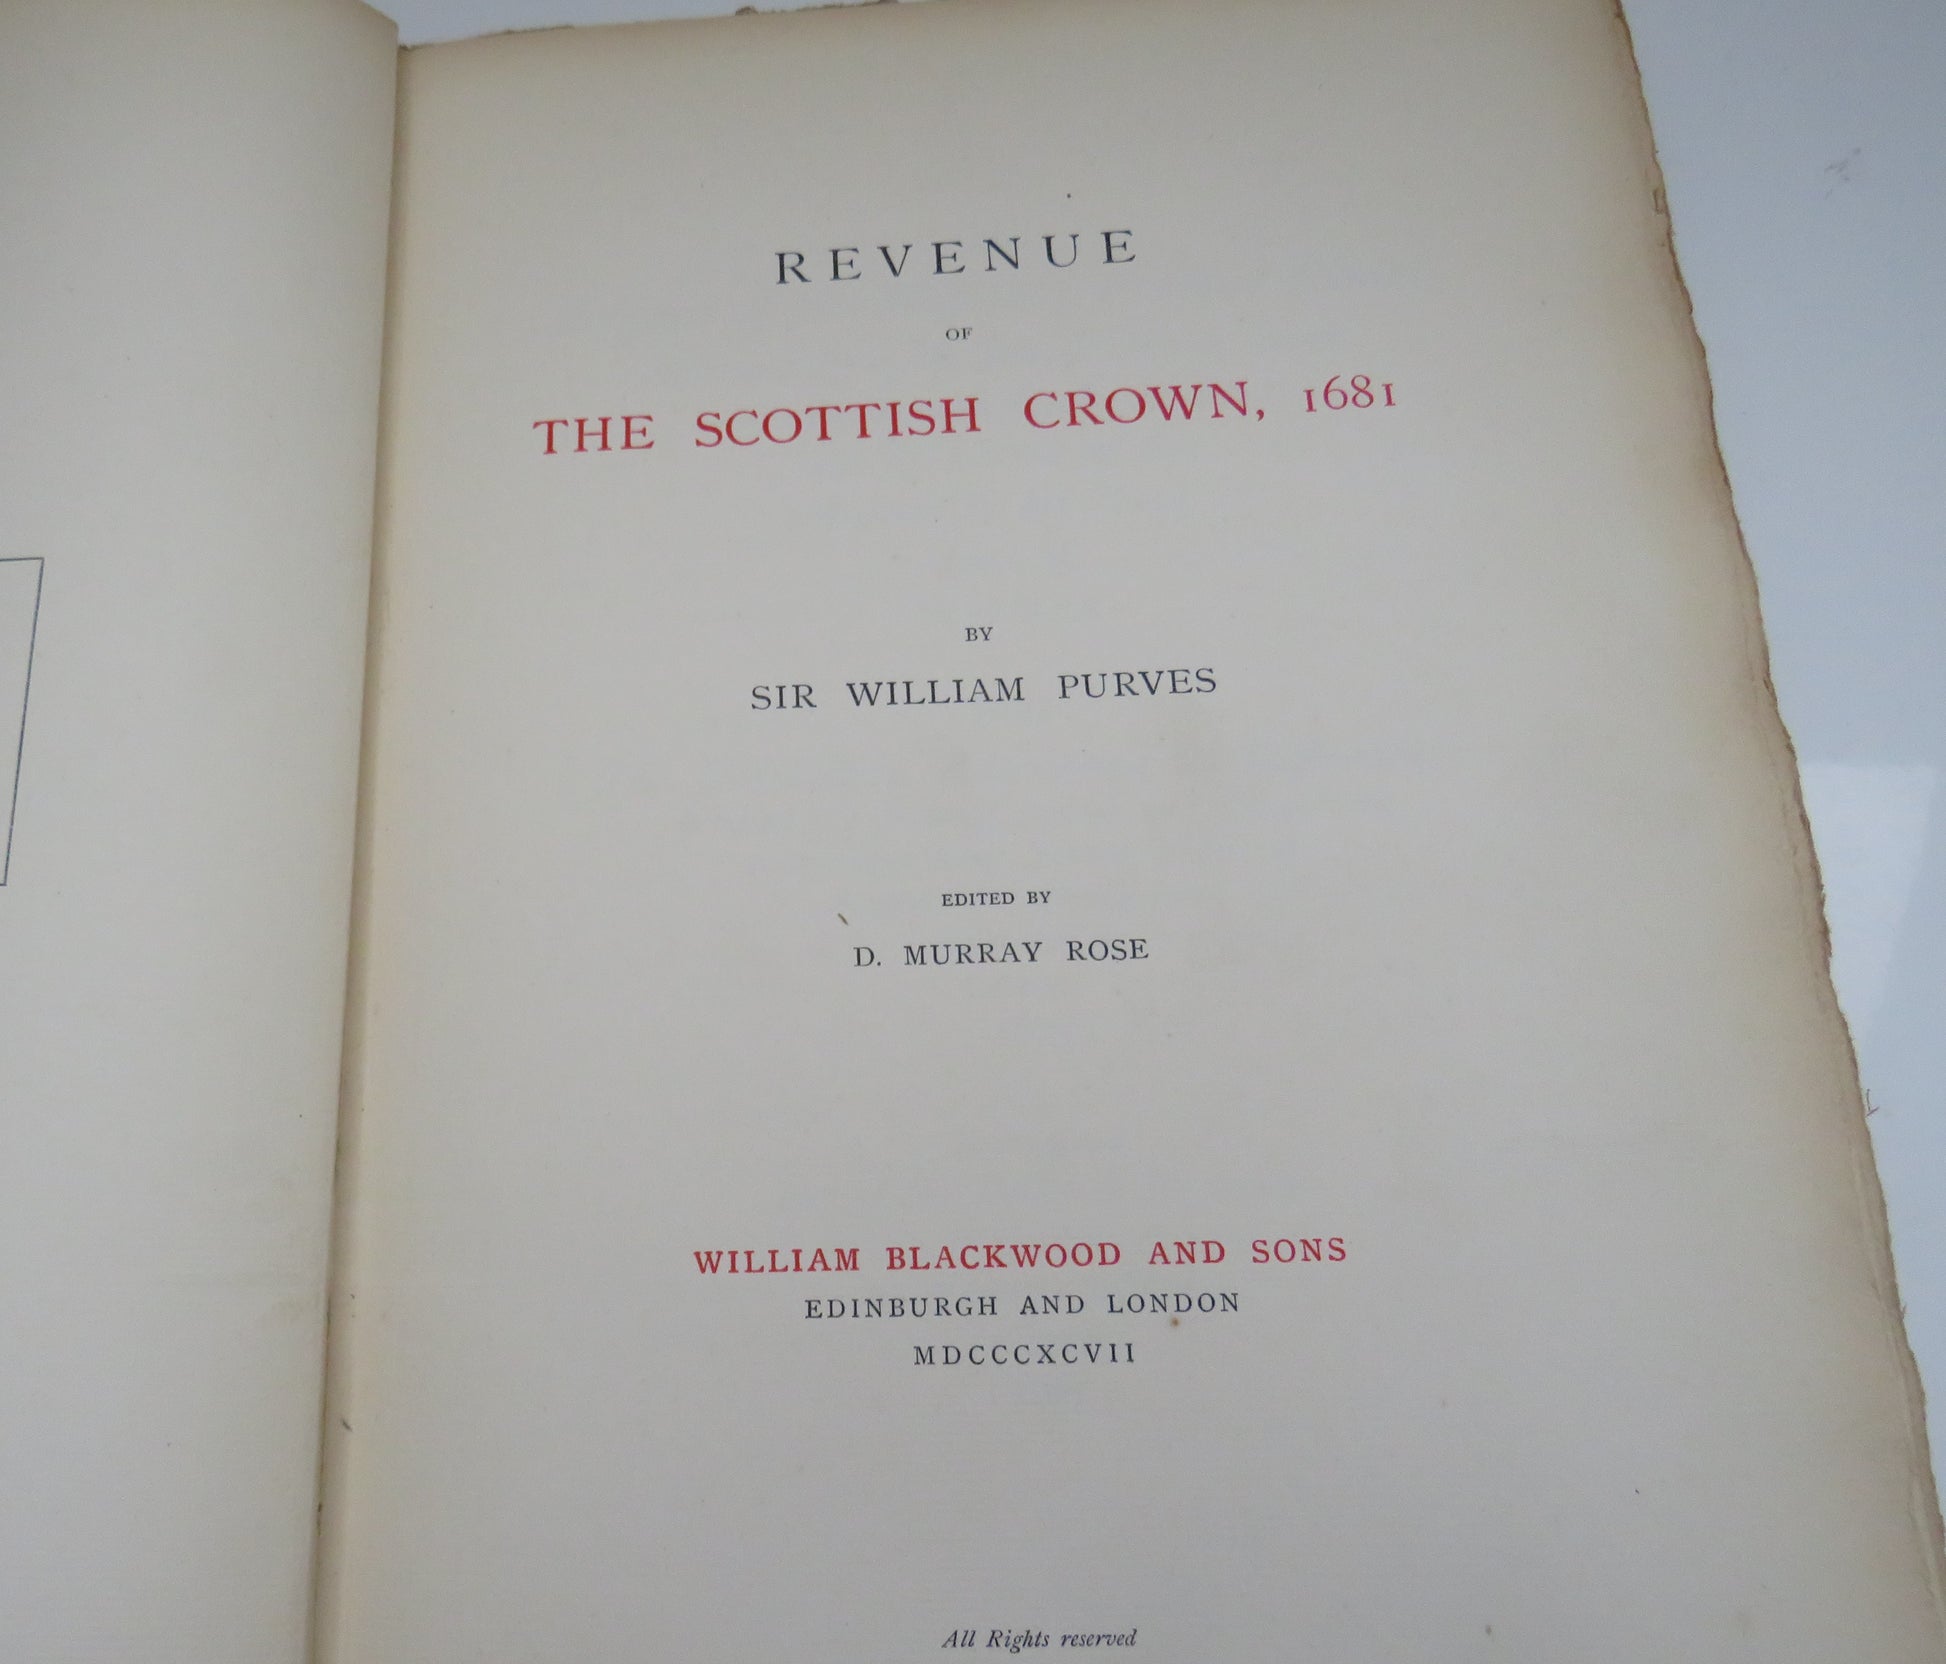 REVENUE
OF
THE SCOTTISH CROWN, 1681
BY
SIR WILLIAM PURVES
EDITED BY
D. MURRAY ROSE
WILLIAM BLACKWOOD AND SONS
EDINBURGH AND LONDON
MDCCCXCVII
All Rights reserved